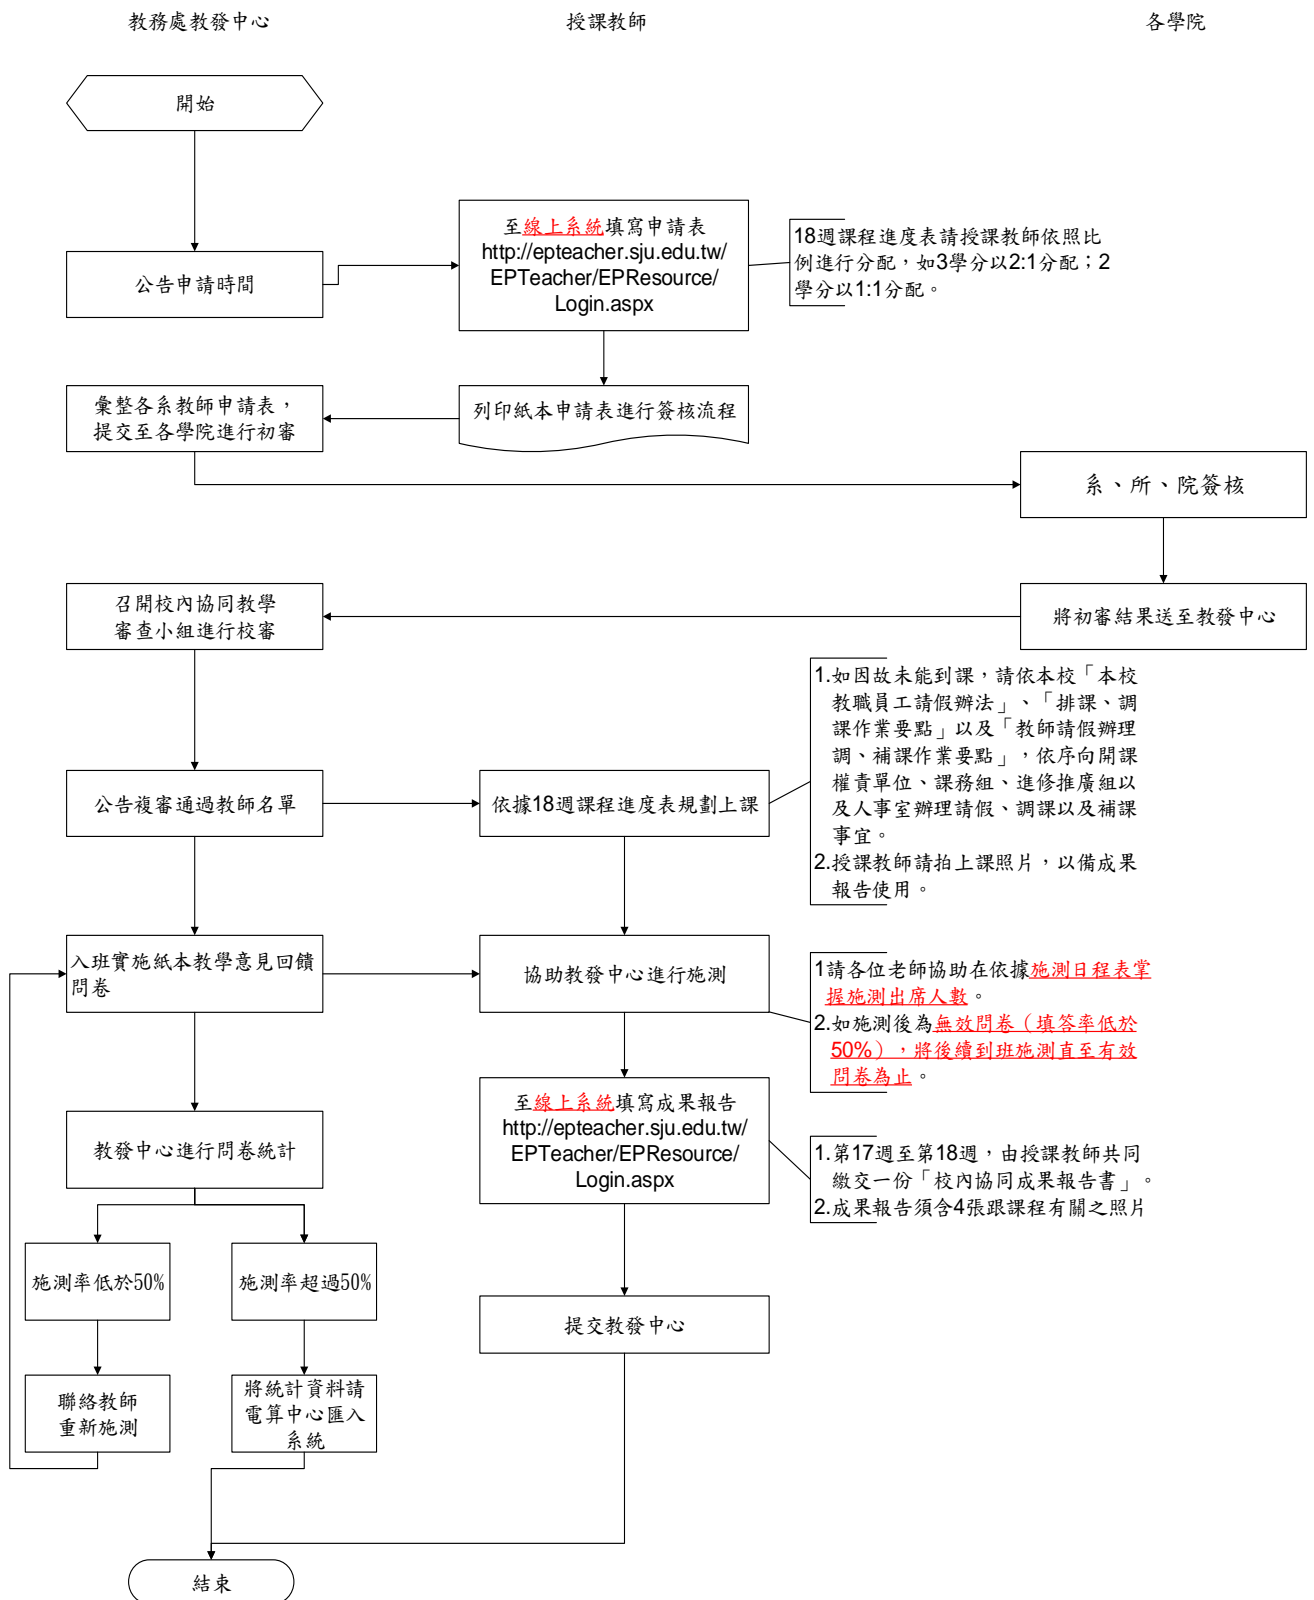 教務處教發中心
授課教師
各學院
開始
至線上系統填寫申請表
http://epteacher.sju.edu.tw/
EPTeacher/EPResource/
Login.aspx
18週課程進度表請授課教師依照比
例進行分配，如3學分以2:1分配；2
學分以1:1分配。
公告申請時間
彙整各系教師申請表，
提交至各學院進行初審
列印紙本申請表進行簽核流程
系、所、院簽核
召開校內協同教學
審查小組進行校審
將初審結果送至教發中心
1.如因故未能到課，請依本校「本校
教職員工請假辦法」、「排課、調
課作業要點」以及「教師請假辦理
調、補課作業要點」，依序向開課
權責單位、課務組、進修推廣組以
及人事室辦理請假、調課以及補課
事宜。
2.授課教師請拍上課照片，以備成果
報告使用。
公告複審通過教師名單
依據18週課程進度表規劃上課
入班實施紙本教學意見回饋
問卷
協助教發中心進行施測
1請各位老師協助在依據施測日程表掌
握施測出席人數。
2.如施測後為無效問卷（填答率低於
50%），將後續到班施測直至有效
問卷為止。
至線上系統填寫成果報告
http://epteacher.sju.edu.tw/
EPTeacher/EPResource/
Login.aspx
教發中心進行問卷統計
1.第17週至第18週，由授課教師共同
繳交一份「校內協同成果報告書」。
2.成果報告須含4張跟課程有關之照片
施測率低於50%
施測率超過50%
提交教發中心
聯絡教師
重新施測
將統計資料請
電算中心匯入
系統
結束